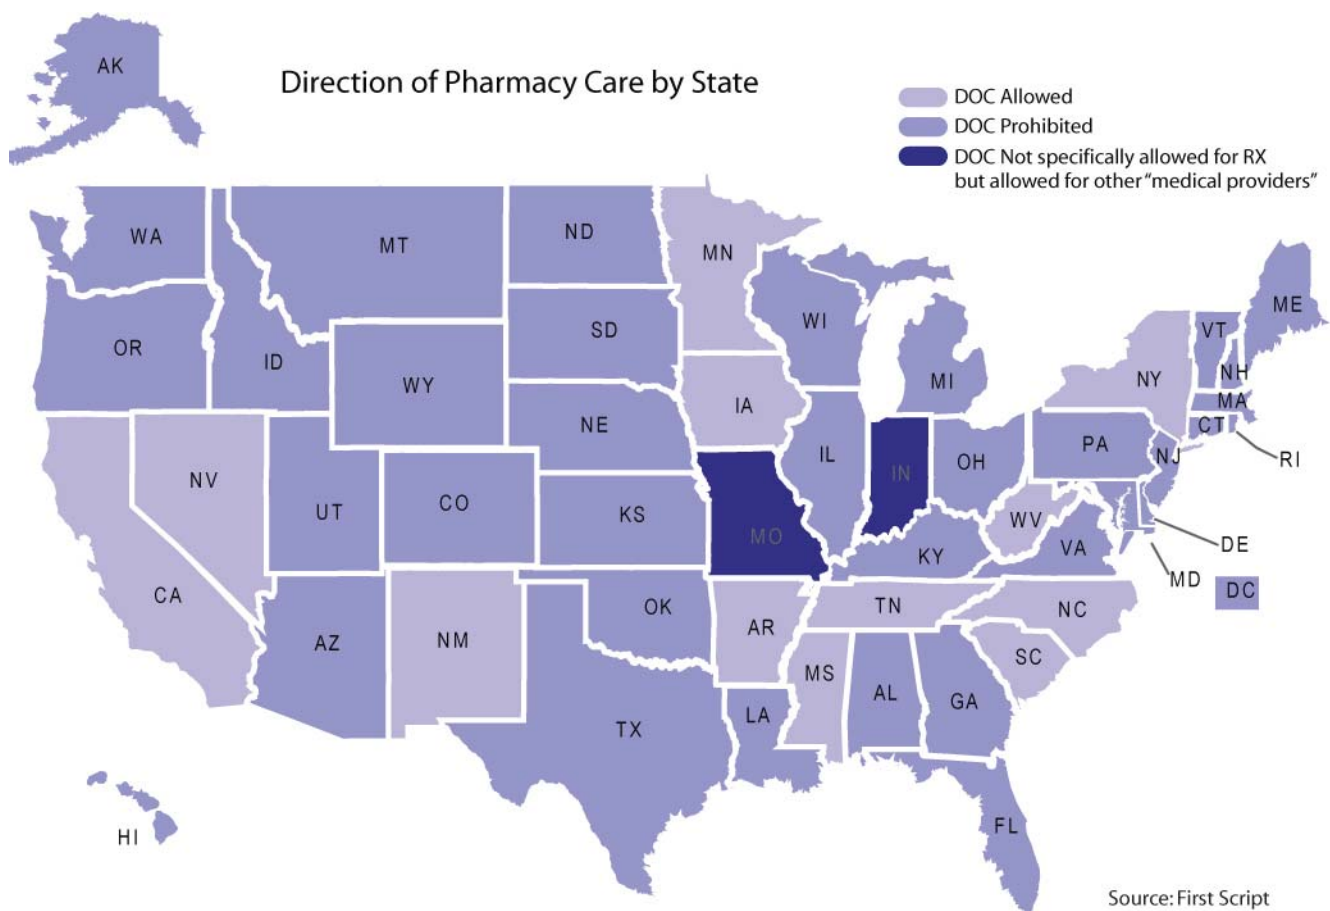 AK
Direction of Pharmacy Care by State
DOC Allowed
DOC Prohibited
DOC Not specifically allowed for RX
but allowed for other “medical providers”
WA
MT
ND
MN
OR
ID
WY
SD
WI
MI
VT
NH
ME
NY
MA
CT
RI
NV
UT
CO
NE
IA
IL
IN
OH
PA
NJ
CA
AZ
NM
KS
MO
KY
WV
VA
DE
MD
DC
OK
AR
TN
NC
SC
TX
LA
MS
AL
GA
FL
HI
Source: First Script